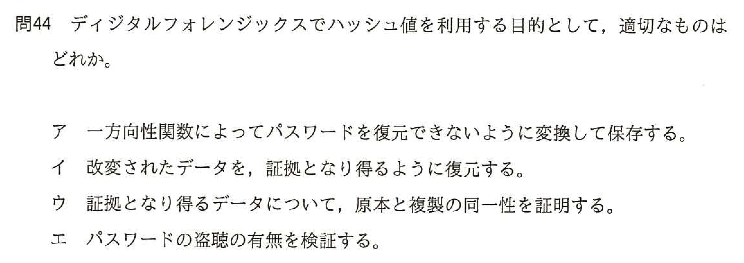 問44 ディジタルフォレンジックスでハッシュ値を利用する目的として，適切なものは
どれか。
ア 一方向性関数によってパスワードを復元できないように変換して保存する。
イ 改変されたデータを，証拠となり得るように復元する。
ウ 証拠となり得るデータについて，原本と複製の同一性を証明する。
エ パスワードの盗聴の有無を検証する。